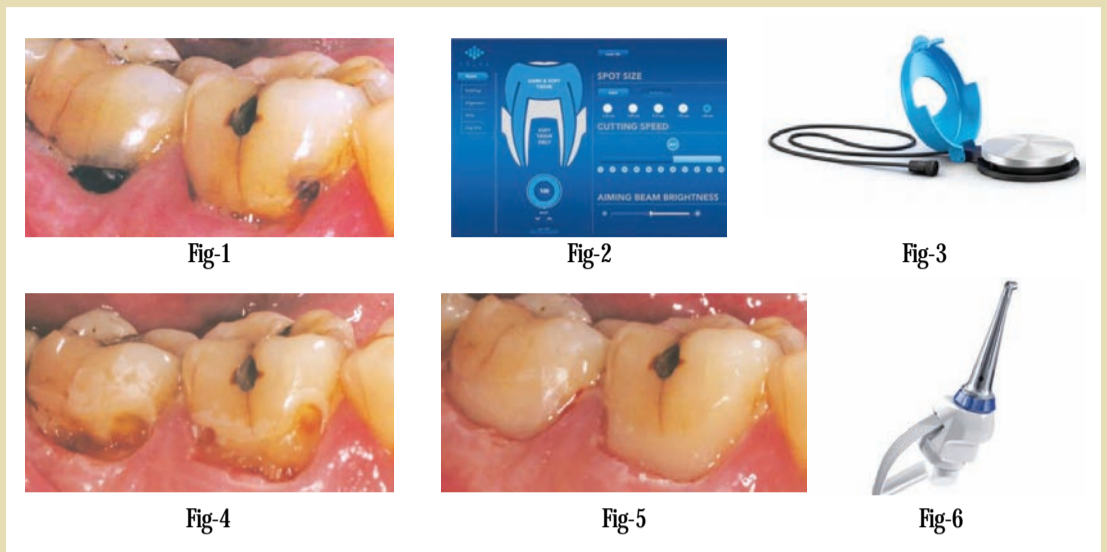 SPOT SIZE
HARD & SOFT
TISSUE
CUTTING SPEED
SOFT
TISSUE
ONLY
100
AIMING BEAM BRIGHTNESS
Fig-1
Fig-2
Fig-3
Fig-4
Fig-5
Fig-6